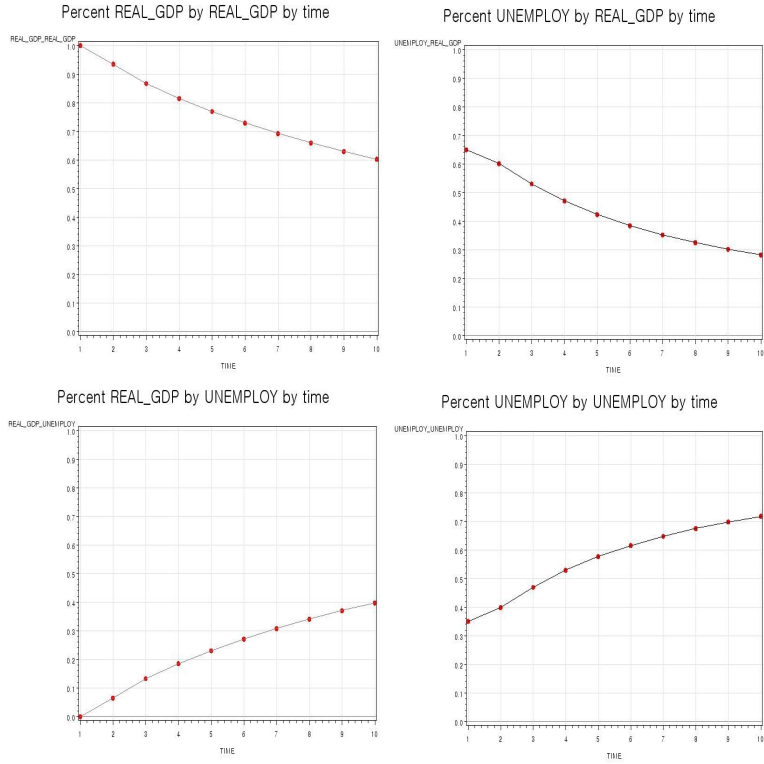 Percent REAL_GDP by REAL_GDP by time
REAL_GDP_REAL_GDP
1.0
0.9
0.8
0.7
0.6
0.5
0.4
0.3
0.2
0.1
0.0
1 2 3 4 5 6 7 8 9 10
TIME
Percent UNEMPLOY by REAL_GDP by time
UNEMPLOY_REAL_GDP
1.0
0.9
0.8
0.7
0.6
0.5
0.4
0.3
0.2
0.1
0.0
1 2 3 4 5 6 7 8 9 10
TIME
Percent REAL_GDP by UNEMPLOY by time
REAL_GDP_UNEMPLOY
1.0
0.9
0.8
0.7
0.6
0.5
0.4
0.3
0.2
0.1
0.0
1 2 3 4 5 6 7 8 9 10
TIME
Percent UNEMPLOY by UNEMPLOY by time
UNEMPLOY_UNEMPLOY
1.0
0.9
0.8
0.7
0.6
0.5
0.4
0.3
0.2
0.1
0.0
1 2 3 4 5 6 7 8 9 10
TIME